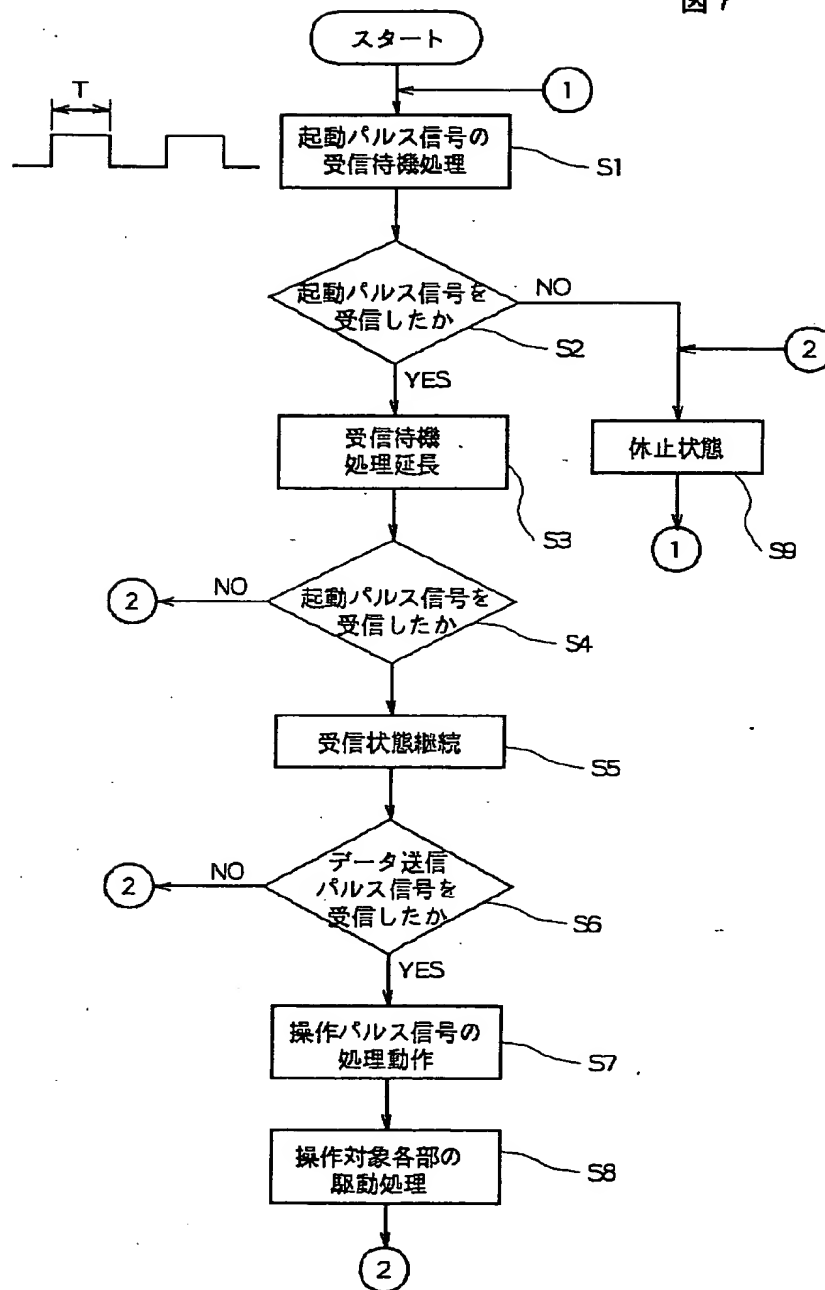 図7
スタート
1
T
起動パルス信号の
受信待機処理
S1
起動パルス信号を
受信したか
NO
S2
2
YES
受信待機
処理延長
S3
休止状態
S9
1
起動パルス信号を
受信したか
NO
2
S4
受信状態継続
S5
データ送信
パルス信号を
受信したか
NO
2
S6
YES
操作パルス信号の
処理動作
S7
操作対象各部の
駆動処理
S8
2